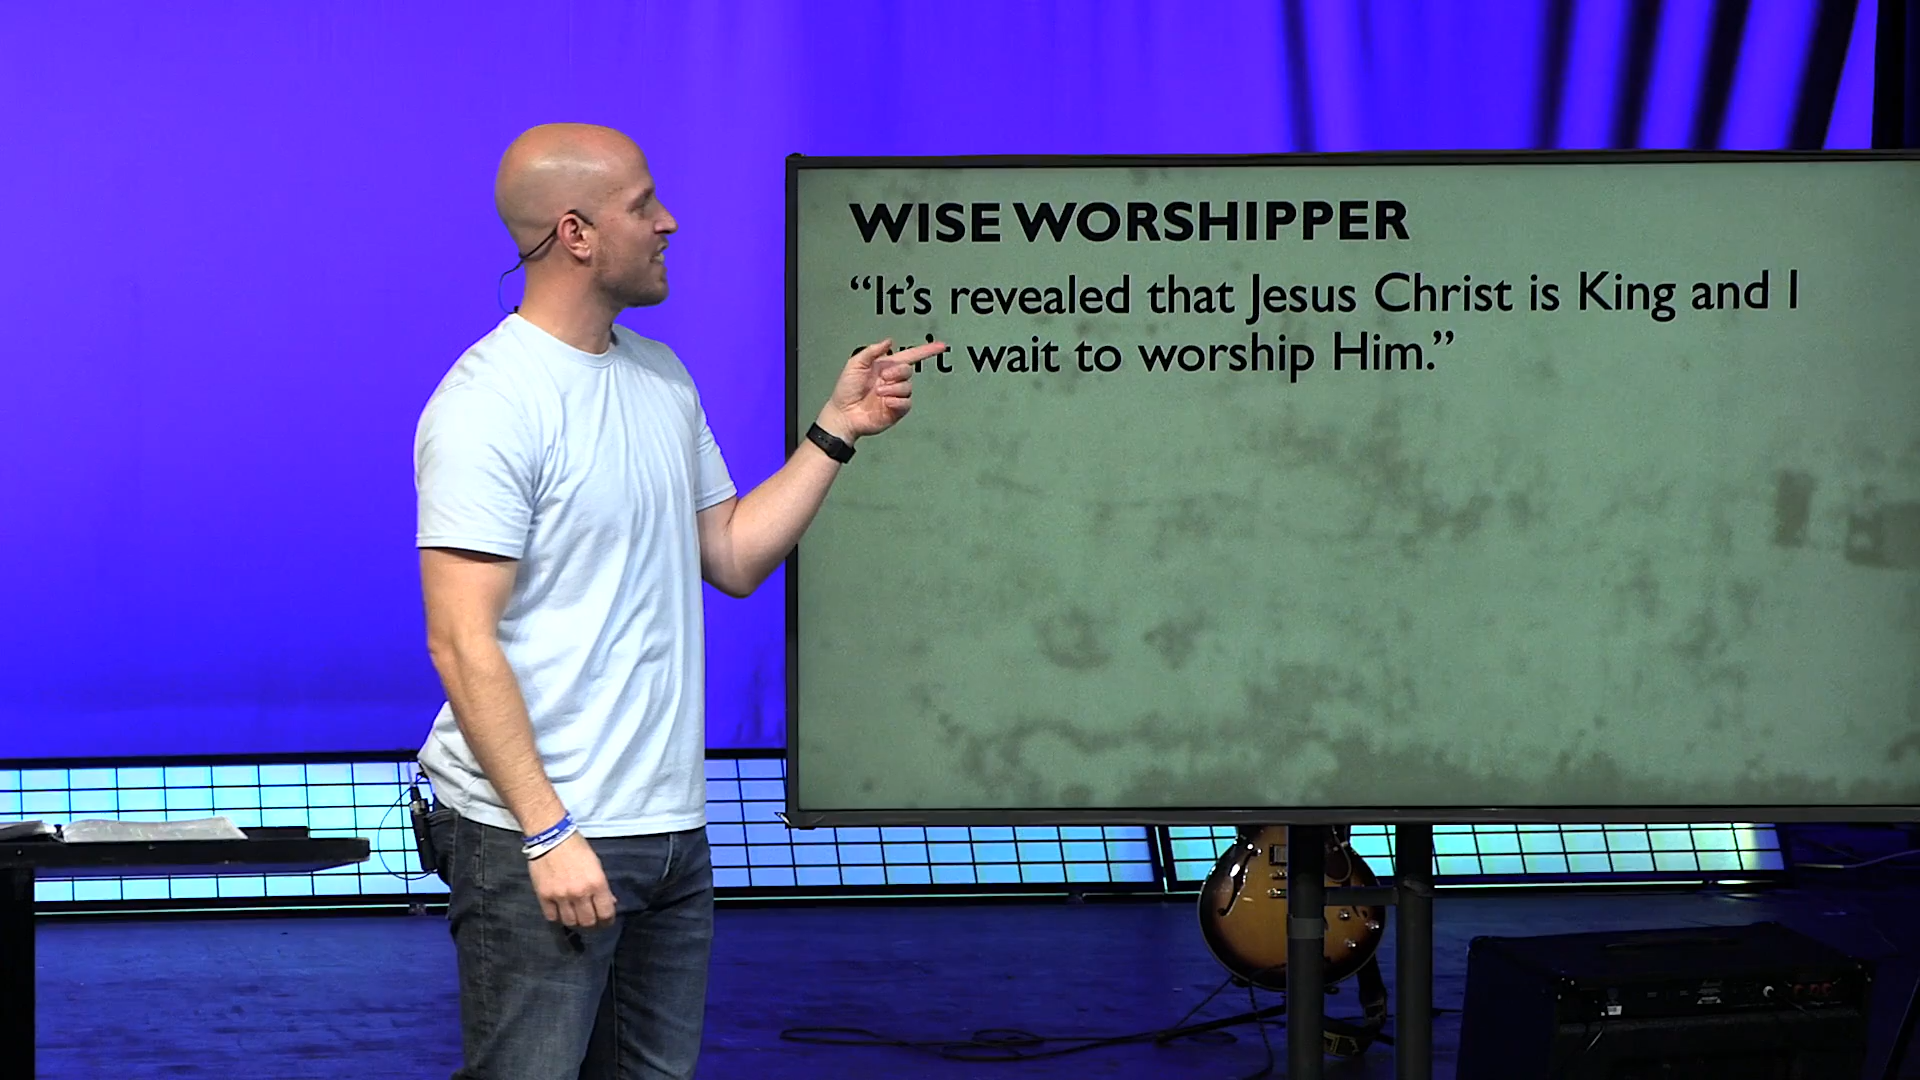 WISE WORSHIPPER
“It’s revealed that Jesus Christ is King and I
wait to worship Him.”